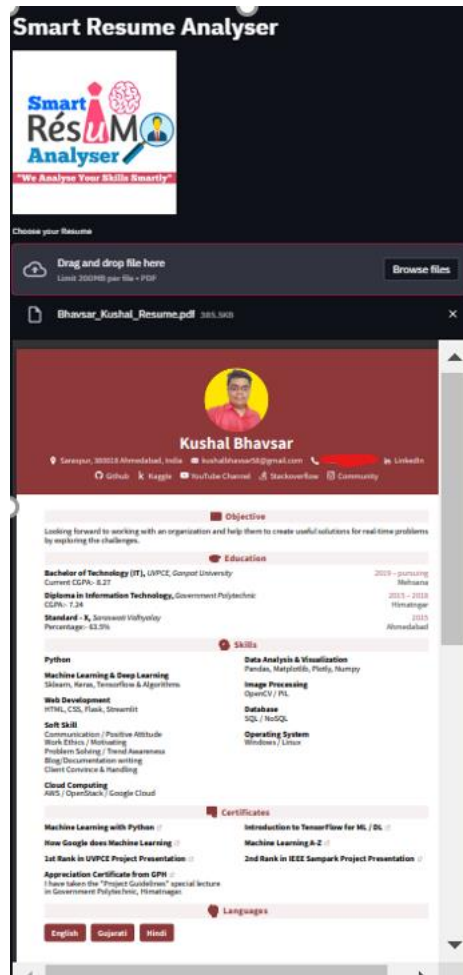 Smart Resume Analyser
Smart
RésuMe
Analyser
"We Analyse Your Skills Smartly"
Choose your Resume
Drag and drop file here
Limit 200MB per file • PDF
Browse files
Bhavsar_Kushal_Resume.pdf 385.5KB
Kushal Bhavsar
Saraspur, 380018 Ahmedabad, India kushalbhavsar58@gmail.com LinkedIn
Github Kaggle YouTube Channel Stackoverflow Community
Objective
Looking forward to working with an organization and help them to create useful solutions for real-time problems
by exploring the challenges.
Education
Bachelor of Technology (IT), UVPCE, Ganpat University 2019 – pursuing
Current CGPA:- 8.27 Mehsana
Diploma in Information Technology, Government Polytechnic 2015 – 2018
CGPA:- 7.24 Himatnagar
Standard - X, Saraswati Vidhyalay 2015
Percentage:- 63.5% Ahmedabad
Skills
Python
Machine Learning & Deep Learning
Sklearn, Keras, Tensorflow & Algorithms
Web Development
HTML, CSS, Flask, Streamlit
Soft Skill
Communication / Positive Attitude
Work Ethics / Motivating
Problem Solving / Trend Awareness
Blog/Documentation writing
Client Convince & Handling
Cloud Computing
AWS / OpenStack / Google Cloud
Data Analysis & Visualization
Pandas, Matplotlib, Plotly, Numpy
Image Processing
OpenCV / PIL
Database
SQL / NoSQL
Operating System
Windows / Linux
Certificates
Machine Learning with Python
Introduction to TensorFlow for ML / DL
How Google does Machine Learning
Machine Learning A-Z
1st Rank in UVPCE Project Presentation
2nd Rank in IEEE Sampark Project Presentation
Appreciation Certificate from GPH
I have taken the "Project Guidelines" special lecture
in Government Polytechnic, Himatnagar.
Languages
English Gujarati Hindi